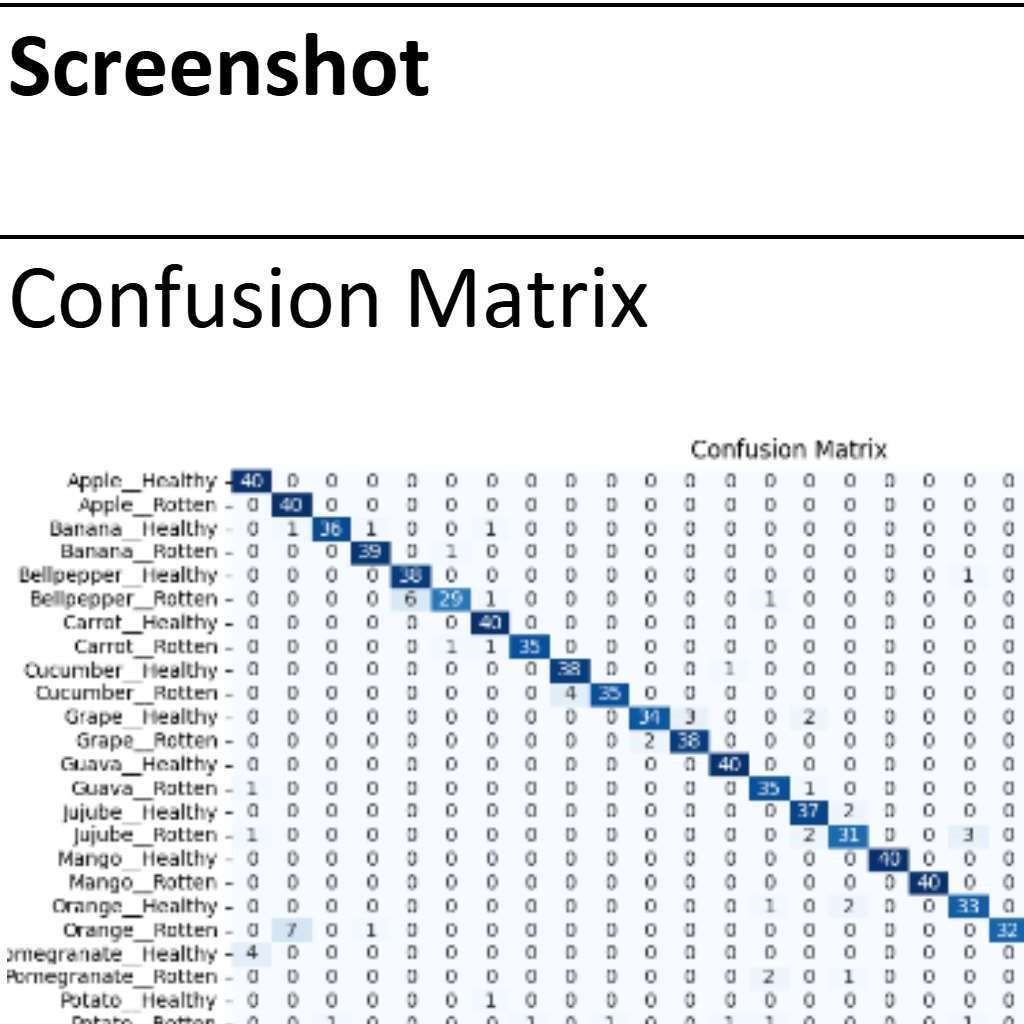 Screenshot
Confusion Matrix
Confusion Matrix
Apple__Healthy - 40 0 0 0 0 0 0 0 0 0 0 0 0 0 0 0 0 0 0 0
Apple__Rotten - 0 40 0 0 0 0 0 0 0 0 0 0 0 0 0 0 0 0 0 0
Banana__Healthy - 0 1 36 1 0 0 1 0 0 0 0 0 0 0 0 0 0 0 0 0
Banana__Rotten - 0 0 0 39 0 1 0 0 0 0 0 0 0 0 0 0 0 0 0 0
Bellpepper__Healthy - 0 0 0 0 38 0 0 0 0 0 0 0 0 0 0 0 0 0 1 0
Bellpepper__Rotten - 0 0 0 0 6 29 1 0 0 0 0 0 0 1 0 0 0 0 0 0
Carrot__Healthy - 0 0 0 0 0 0 40 0 0 0 0 0 0 0 0 0 0 0 0 0
Carrot__Rotten - 0 0 0 0 0 1 1 35 0 0 0 0 0 0 0 0 0 0 0 0
Cucumber__Healthy - 0 0 0 0 0 0 0 0 38 0 0 0 1 0 0 0 0 0 0 0
Cucumber__Rotten - 0 0 0 0 0 0 0 0 4 35 0 0 0 0 0 0 0 0 0 0
Grape__Healthy - 0 0 0 0 0 0 0 0 0 0 34 3 0 0 2 0 0 0 0 0
Grape__Rotten - 0 0 0 0 0 0 0 0 0 0 2 38 0 0 0 0 0 0 0 0
Guava__Healthy - 0 0 0 0 0 0 0 0 0 0 0 0 40 0 0 0 0 0 0 0
Guava__Rotten - 1 0 0 0 0 0 0 0 0 0 0 0 0 35 1 0 0 0 0 0
Jujube__Healthy - 0 0 0 0 0 0 0 0 0 0 0 0 0 0 37 2 0 0 0 0
Jujube__Rotten - 1 0 0 0 0 0 0 0 0 0 0 0 0 0 2 31 0 0 3 0
Mango__Healthy - 0 0 0 0 0 0 0 0 0 0 0 0 0 0 0 0 40 0 0 0
Mango__Rotten - 0 0 0 0 0 0 0 0 0 0 0 0 0 0 0 0 0 40 0 0
Orange__Healthy - 0 0 0 0 0 0 0 0 0 0 0 0 0 1 0 2 0 0 33 0
Orange__Rotten - 0 7 0 1 0 0 0 0 0 0 0 0 0 0 0 0 0 0 0 32
omegranate__Healthy - 4 0 0 0 0 0 0 0 0 0 0 0 0 0 0 0 0 0 0 0
Pomegranate__Rotten - 0 0 0 0 0 0 0 0 0 0 0 0 0 2 0 1 0 0 0 0
Potato__Healthy - 0 0 0 0 0 0 1 0 0 0 0 0 0 0 0 0 0 0 0 0